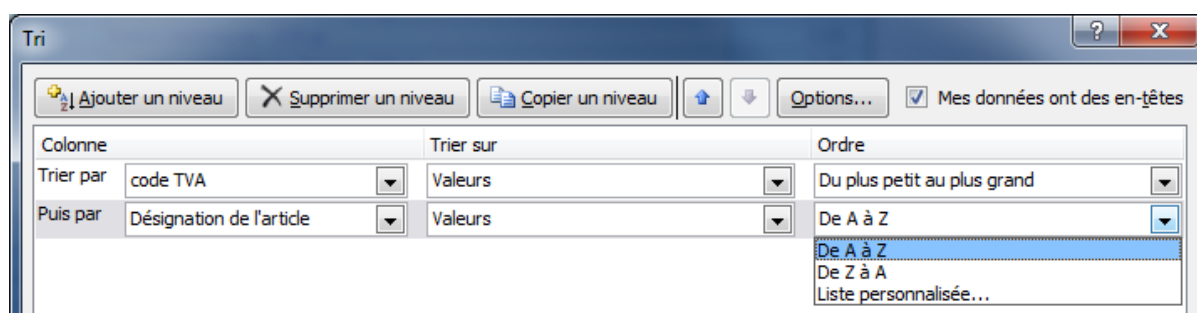 Tri
Ajouter un niveau Supprimer un niveau Copier un niveau Options... Mes données ont des en-têtes
Colonne Trier sur Ordre
Trier par code TVA Valeurs Du plus petit au plus grand
Puis par Désignation de l'article Valeurs De A à Z
De A à Z
De Z à A
Liste personnalisée...